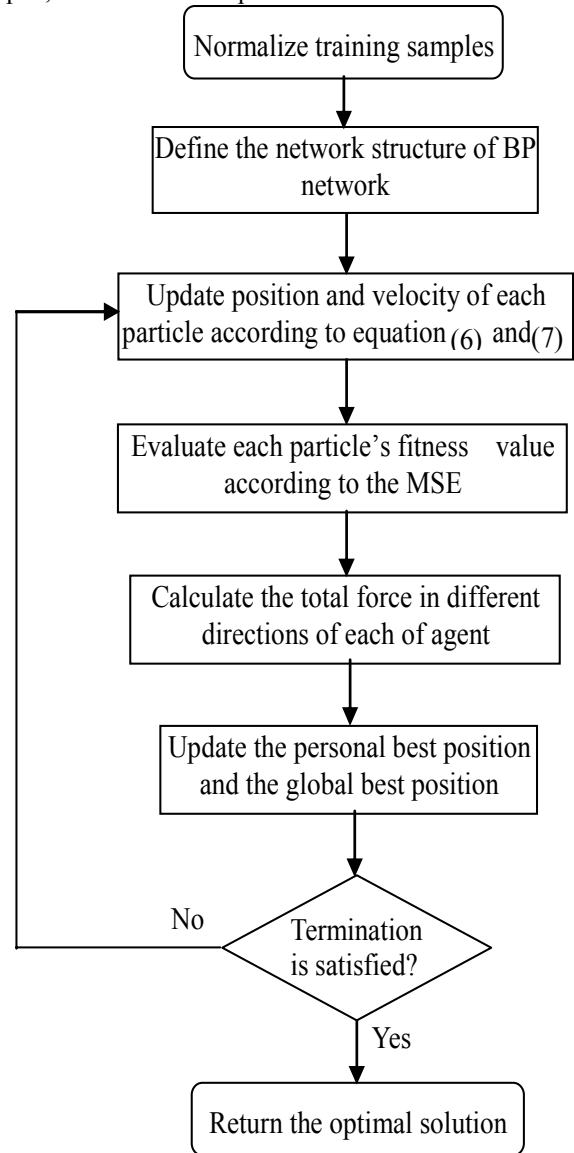 Normalize training samples
Define the network structure of BP
network
Update position and velocity of each
particle according to equation (6) and(7)
Evaluate each particle's fitness value
according to the MSE
Calculate the total force in different
directions of each of agent
Update the personal best position
and the global best position
No
Termination
is satisfied?
Yes
Return the optimal solution